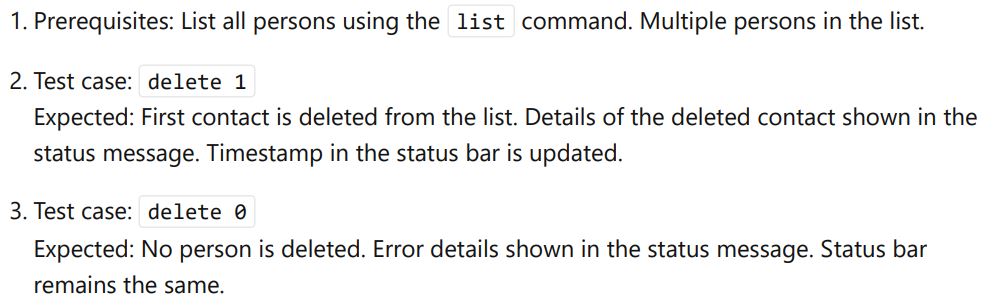 1. Prerequisites: List all persons using the list command. Multiple persons in the list.
2. Test case: delete 1
Expected: First contact is deleted from the list. Details of the deleted contact shown in the
status message. Timestamp in the status bar is updated.
3. Test case: delete 0
Expected: No person is deleted. Error details shown in the status message. Status bar
remains the same.